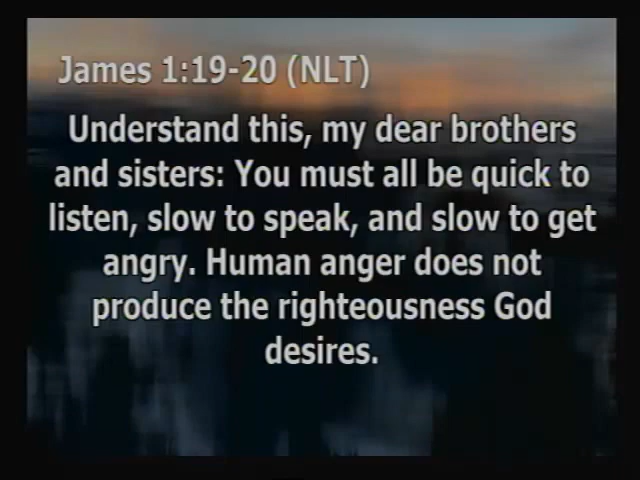 James 1:19-20 (NLT)
Understand this, my dear brothers
and sisters: You must all be quick to
listen, slow to speak, and slow to get
angry. Human anger does not
produce the righteousness God
desires.